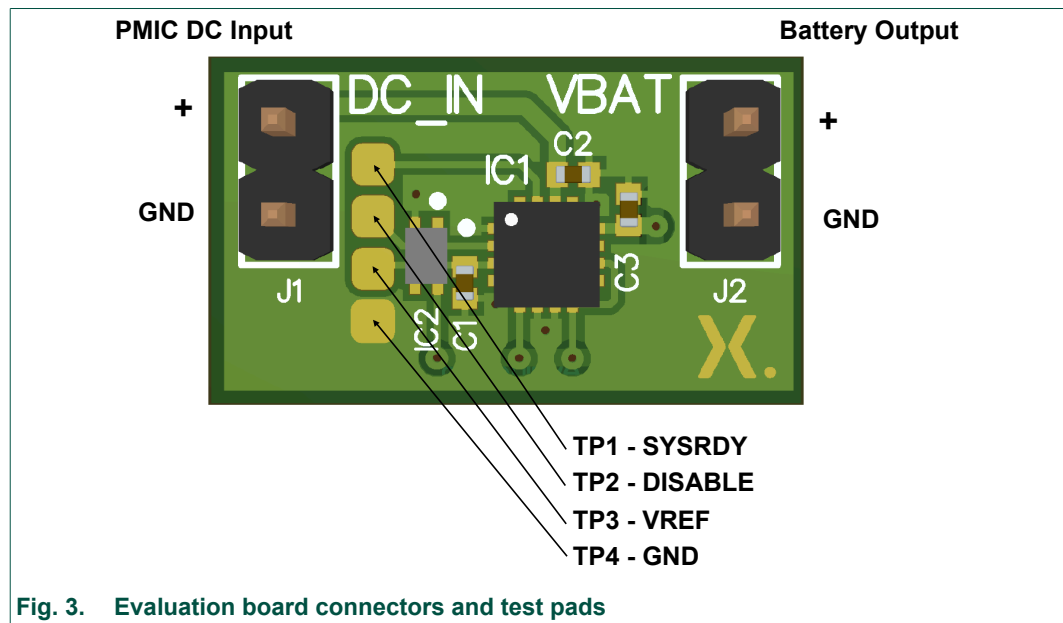 PMIC DC Input
Battery Output
DC_IN
VBAT
+
+
C2
IC1
GND
GND
C3
J1
J2
IC2
C1
X.
TP1 - SYSRDY
TP2 - DISABLE
TP3 - VREF
TP4 - GND
Fig. 3. Evaluation board connectors and test pads